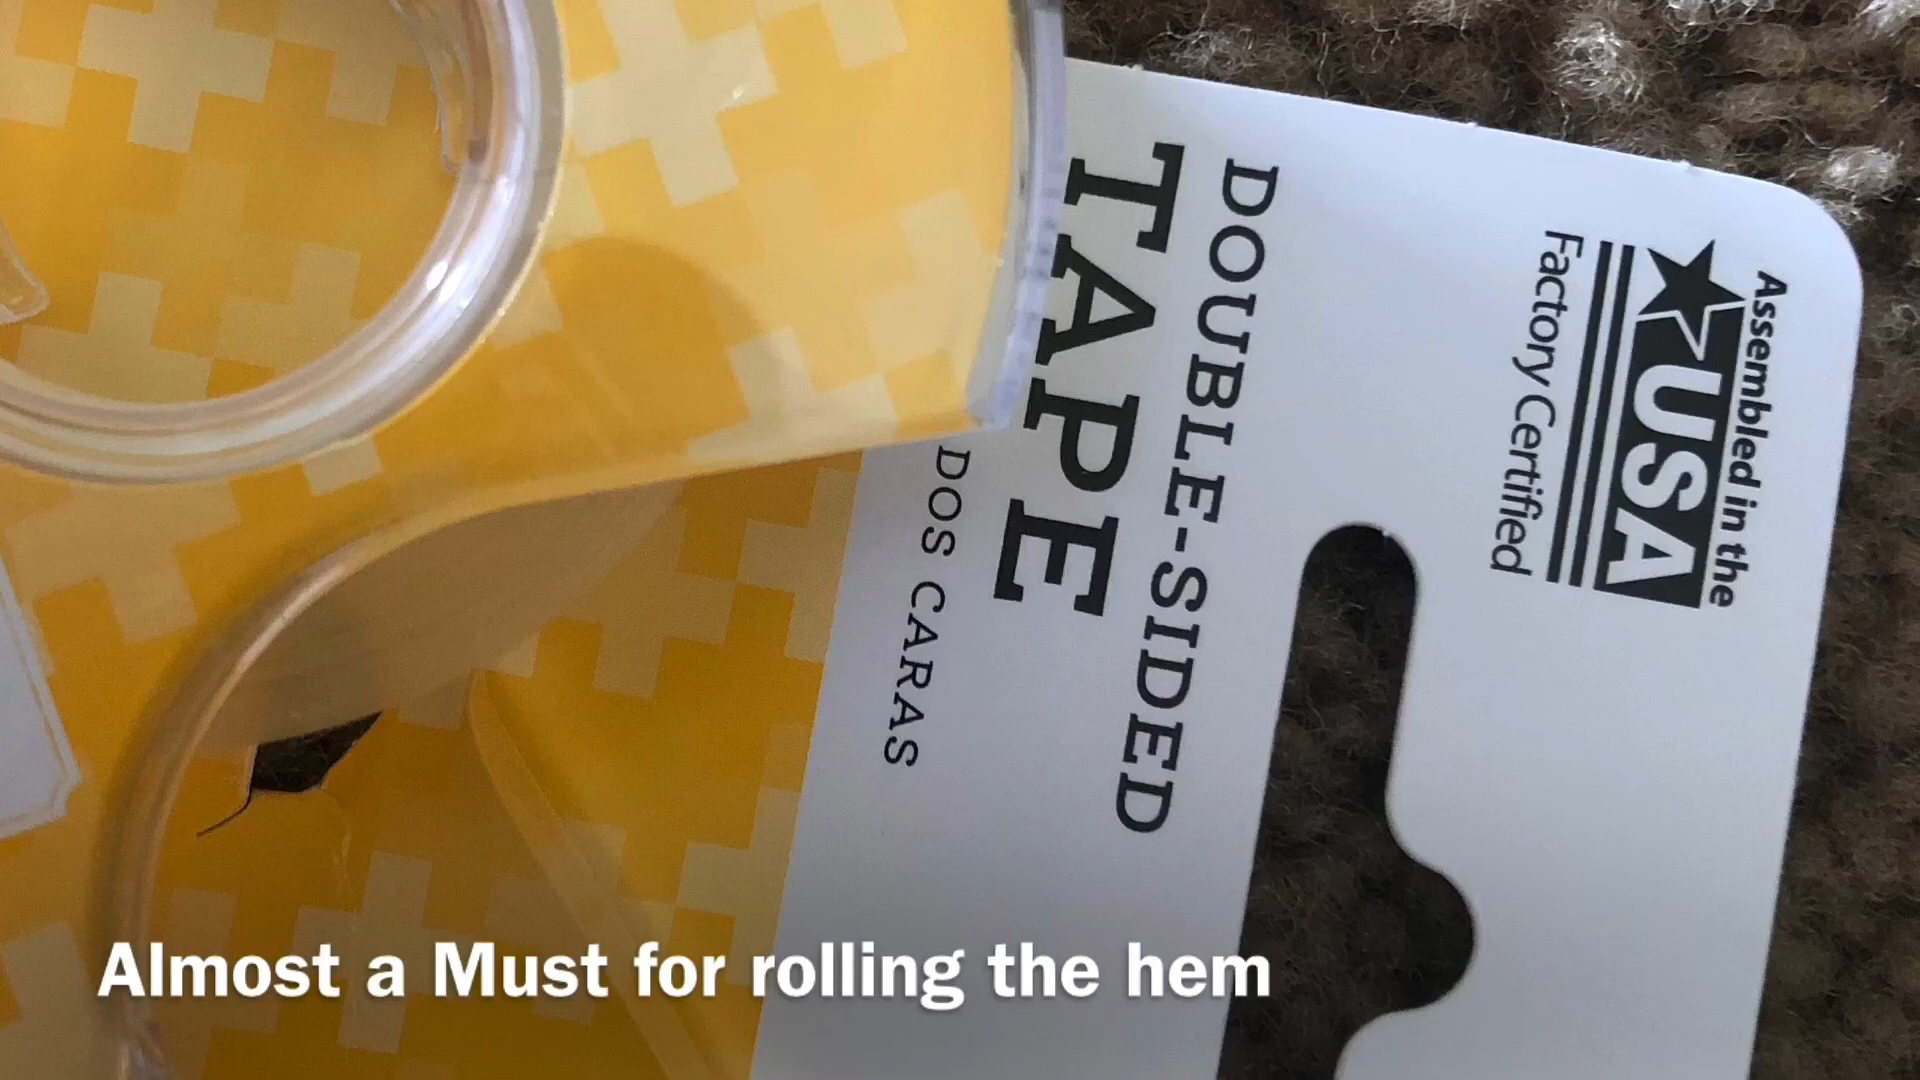 Assembled in the
USA
Factory Certified
DOUBLE-SIDED
TAPE
DOS CARAS
Almost a Must for rolling the hem